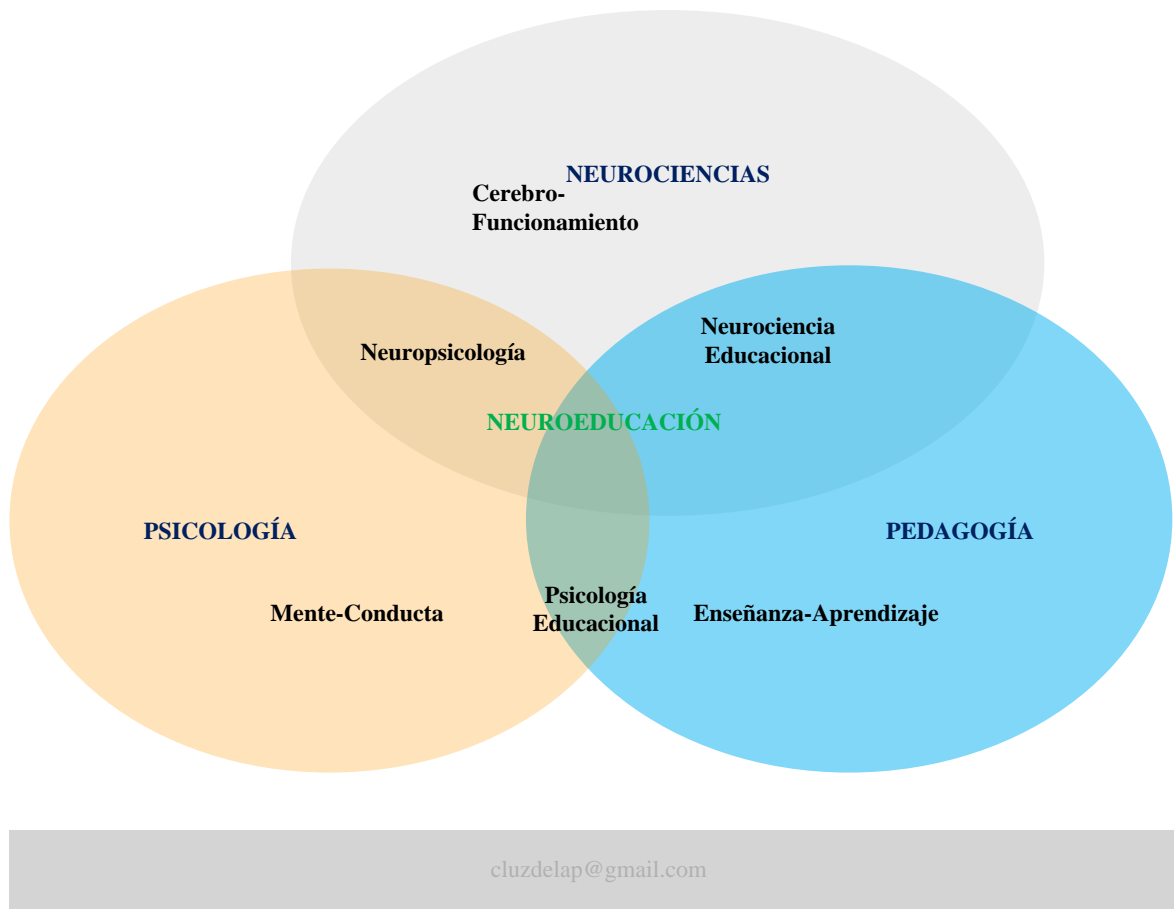 NEUROCIENCIAS
Cerebro-
Funcionamiento
Neurociencia
Educacional
Neuropsicología
NEUROEDUCACIÓN
PSICOLOGÍA
PEDAGOGÍA
Psicología
Educacional
Mente-Conducta
Enseñanza-Aprendizaje
cluzdelap@gmail.com